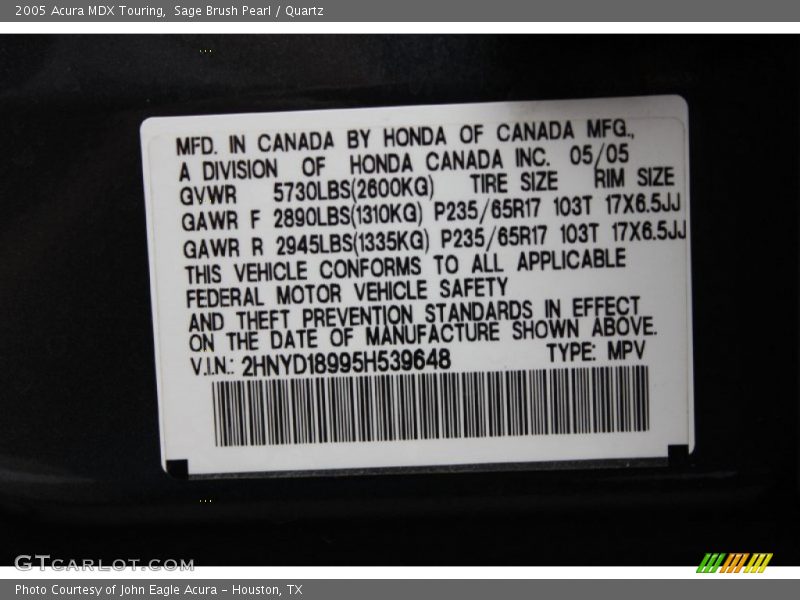 2005 Acura MDX Touring,  Sage Brush Pearl / Quartz
MFD. IN CANADA BY HONDA OF CANADA MFG.,
A DIVISION OF HONDA CANADA INC. 05/05
GVWR 5730LBS(2600KG) TIRE SIZE RIM SIZE
GAWR F 2890LBS(1310KG) P235/65R17 103T 17X6.5JJ
GAWR R 2945LBS(1335KG) P235/65R17 103T 17X6.5JJ
THIS VEHICLE CONFORMS TO ALL APPLICABLE
FEDERAL MOTOR VEHICLE SAFETY
AND THEFT PREVENTION STANDARDS IN EFFECT
ON THE DATE OF MANUFACTURE SHOWN ABOVE.
V.I.N.: 2HNYD18995H539648 TYPE: MPV
GTCARLOT.COM
Photo Courtesy of John Eagle Acura - Houston, TX